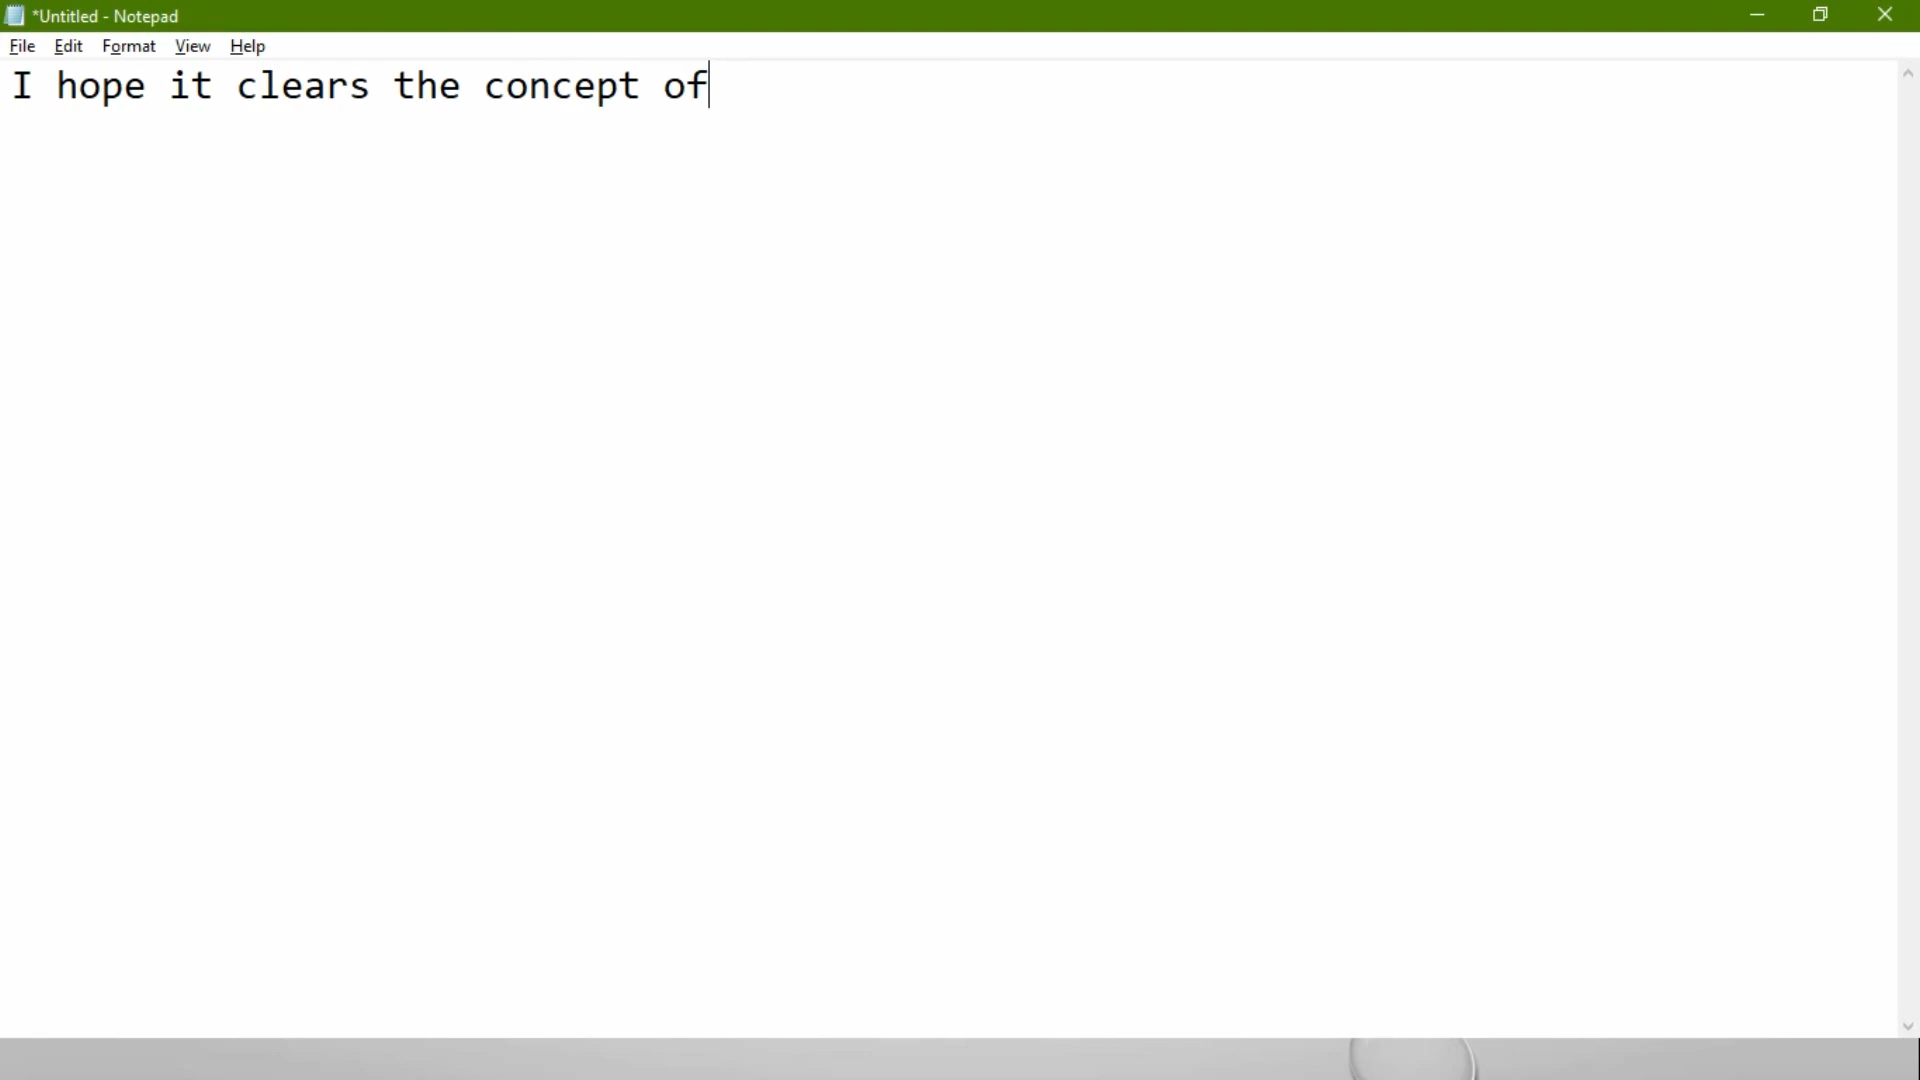 *Untitled - Notepad
File Edit Format View Help
I hope it clears the concept of